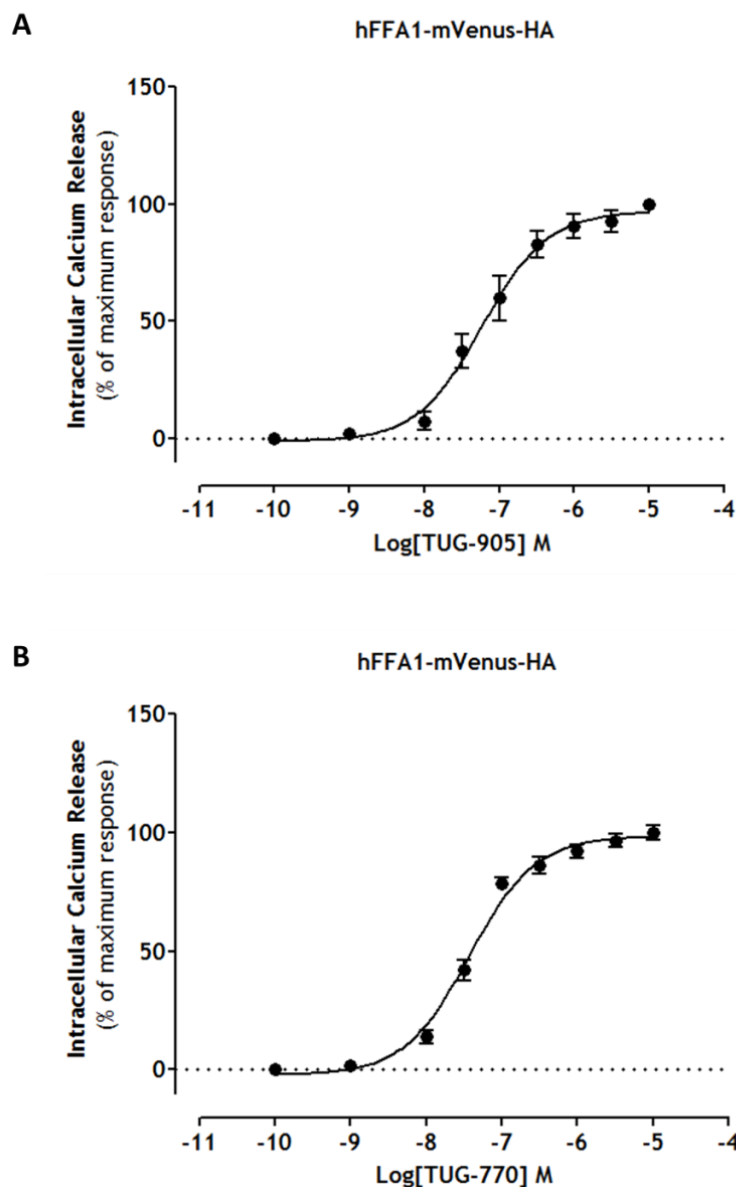 A
hFFA1-mVenus-HA
Intracellular Calcium Release
(% of maximum response)
150
100
50
0
-11 -10 -9 -8 -7 -6 -5 -4
Log[TUG-905] M
B
hFFA1-mVenus-HA
Intracellular Calcium Release
(% of maximum response)
150
100
50
0
-11 -10 -9 -8 -7 -6 -5 -4
Log[TUG-770] M